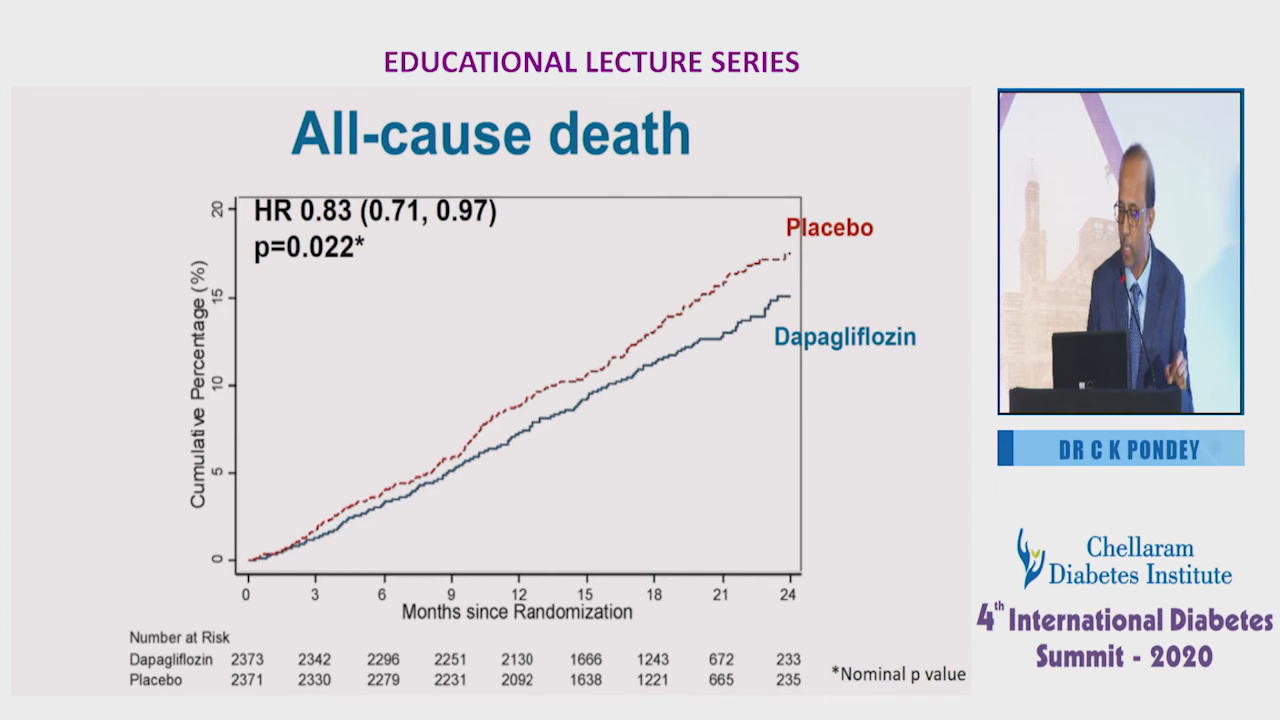 EDUCATIONAL LECTURE SERIES
All-cause death
HR 0.83 (0.71, 0.97)
p=0.022*
Placebo
Dapagliflozin
Cumulative Percentage (%)
20
15
10
5
0
0 3 6 9 12 15 18 21 24
Months since Randomization
Number at Risk
Dapagliflozin 2373 2342 2296 2251 2130 1666 1243 672 233
Placebo 2371 2330 2279 2231 2092 1638 1221 665 235
*Nominal p value
DR C K PONDEY
Chellaram
Diabetes Institute
4th International Diabetes
Summit - 2020